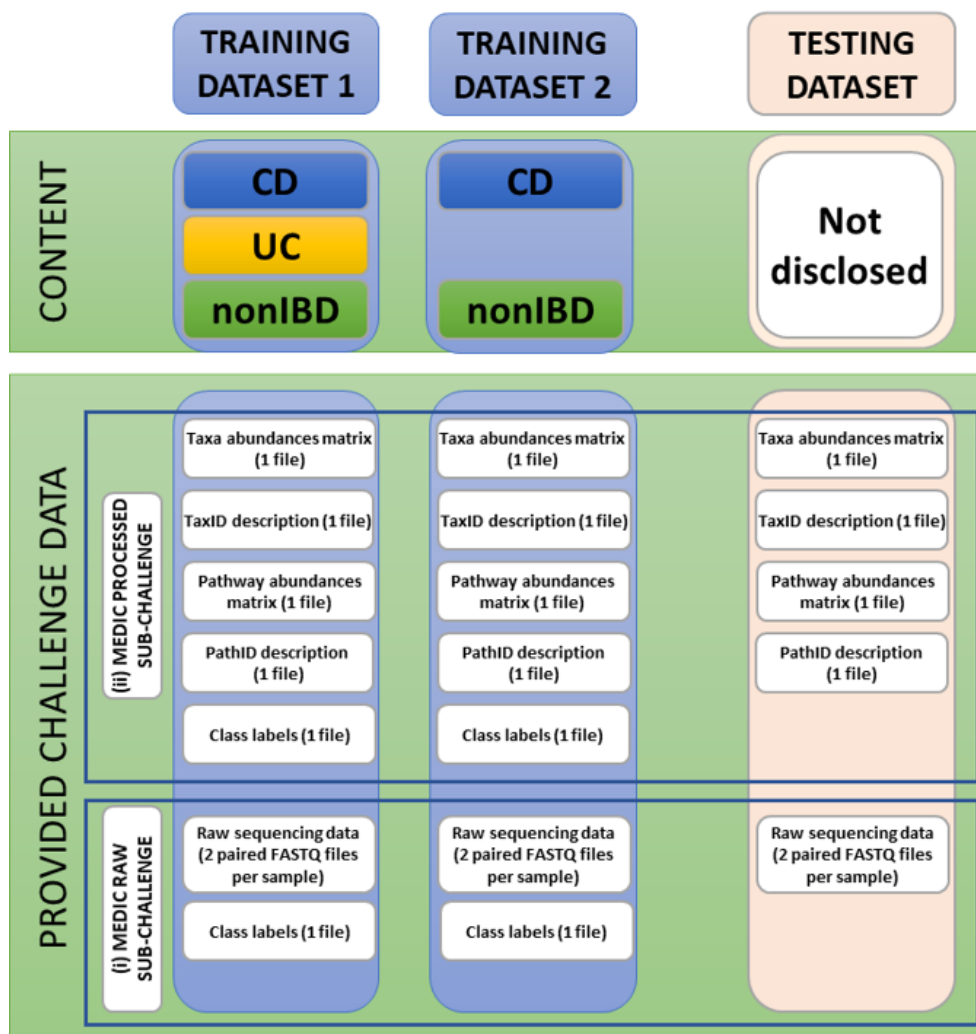 TRAINING
DATASET 1
TRAINING
DATASET 2
TESTING
DATASET
CONTENT
CD
UC
nonIBD
CD
nonIBD
Not
disclosed
PROVIDED CHALLENGE DATA
(ii) MEDIC PROCESSED
SUB-CHALLENGE
Taxa abundances matrix
(1 file)
TaxID description (1 file)
Pathway abundances
matrix (1 file)
PathID description
(1 file)
Class labels (1 file)
Taxa abundances matrix
(1 file)
TaxID description (1 file)
Pathway abundances
matrix (1 file)
PathID description
(1 file)
Class labels (1 file)
Taxa abundances matrix
(1 file)
TaxID description (1 file)
Pathway abundances
matrix (1 file)
PathID description
(1 file)
(i) MEDIC RAW
SUB-CHALLENGE
Raw sequencing data
(2 paired FASTQ files
per sample)
Class labels (1 file)
Raw sequencing data
(2 paired FASTQ files
per sample)
Class labels (1 file)
Raw sequencing data
(2 paired FASTQ files
per sample)